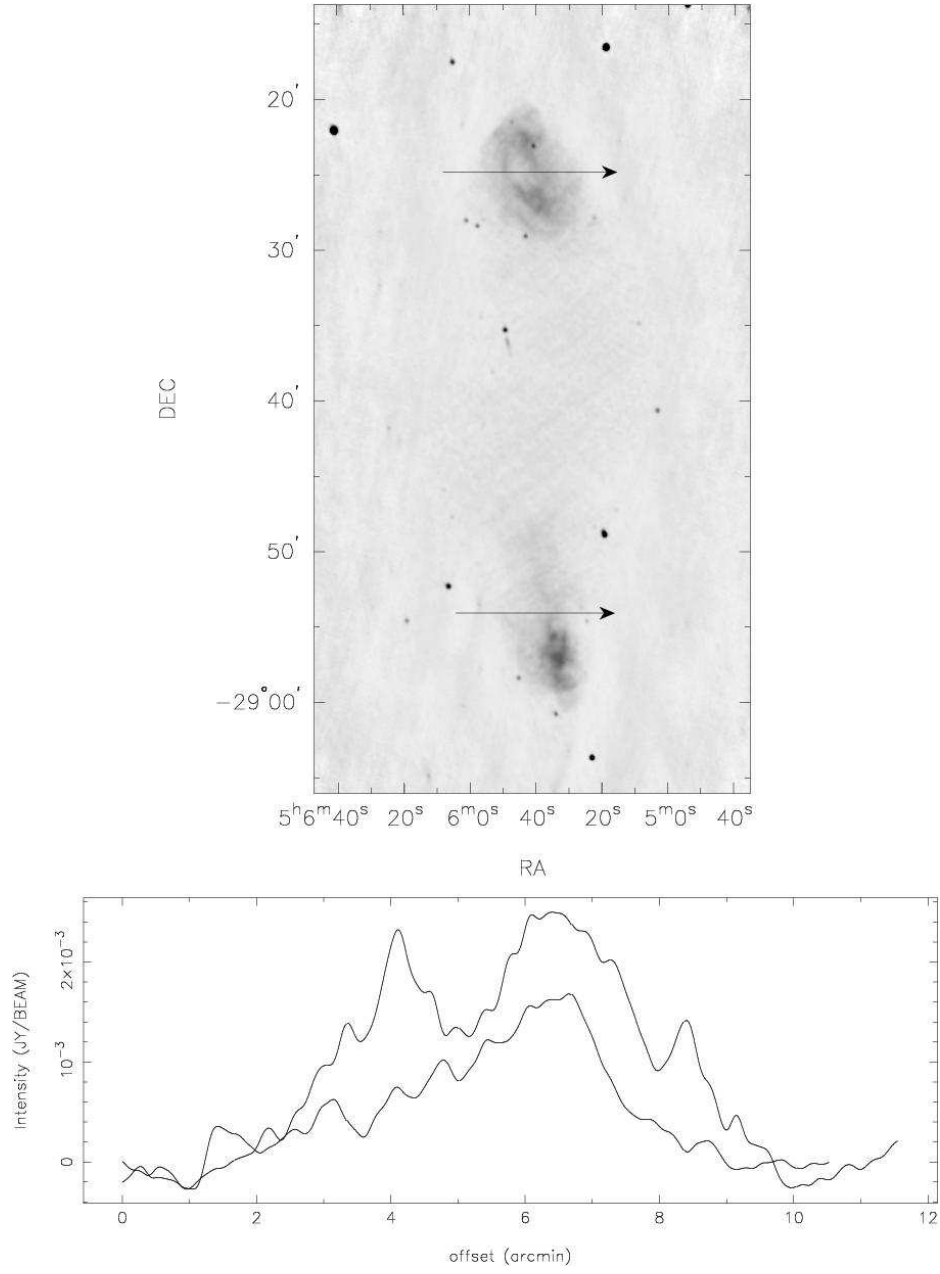 20'
30'
40'
50'
−29°00'
DEC
5ʰ6ᵐ40ˢ 20ˢ 6ᵐ0ˢ 40ˢ 20ˢ 5ᵐ0ˢ 40ˢ
RA
2×10⁻³
10⁻³
0
Intensity (JY/BEAM)
0 2 4 6 8 10 12
offset (arcmin)